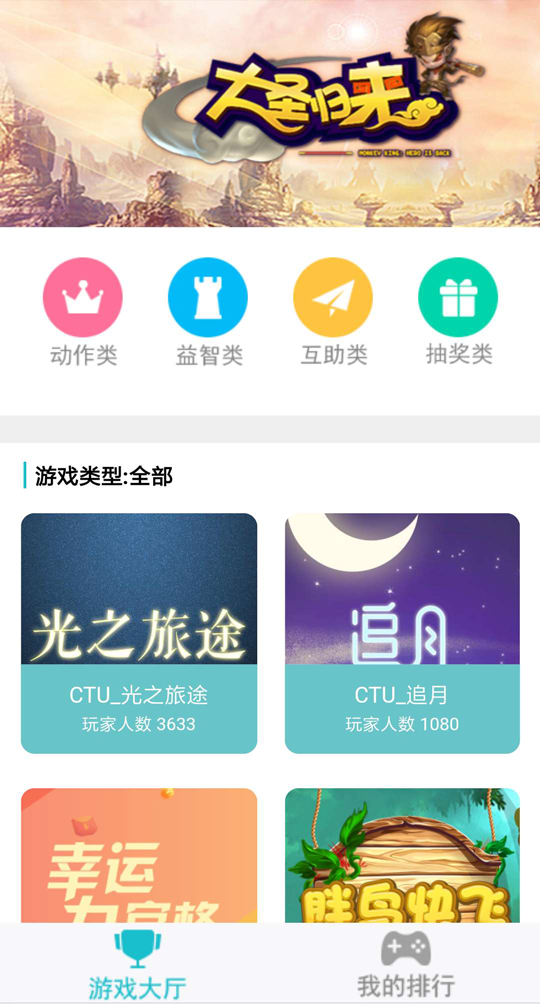 大圣归来
MONKEY KING: HERO IS BACK
动作类
益智类
互助类
抽奖类
游戏类型:全部
光之旅途
追月
CTU_光之旅途
玩家人数 3633
CTU_追月
玩家人数 1080
幸运
九宫格
胖鸟快飞
游戏大厅
我的排行